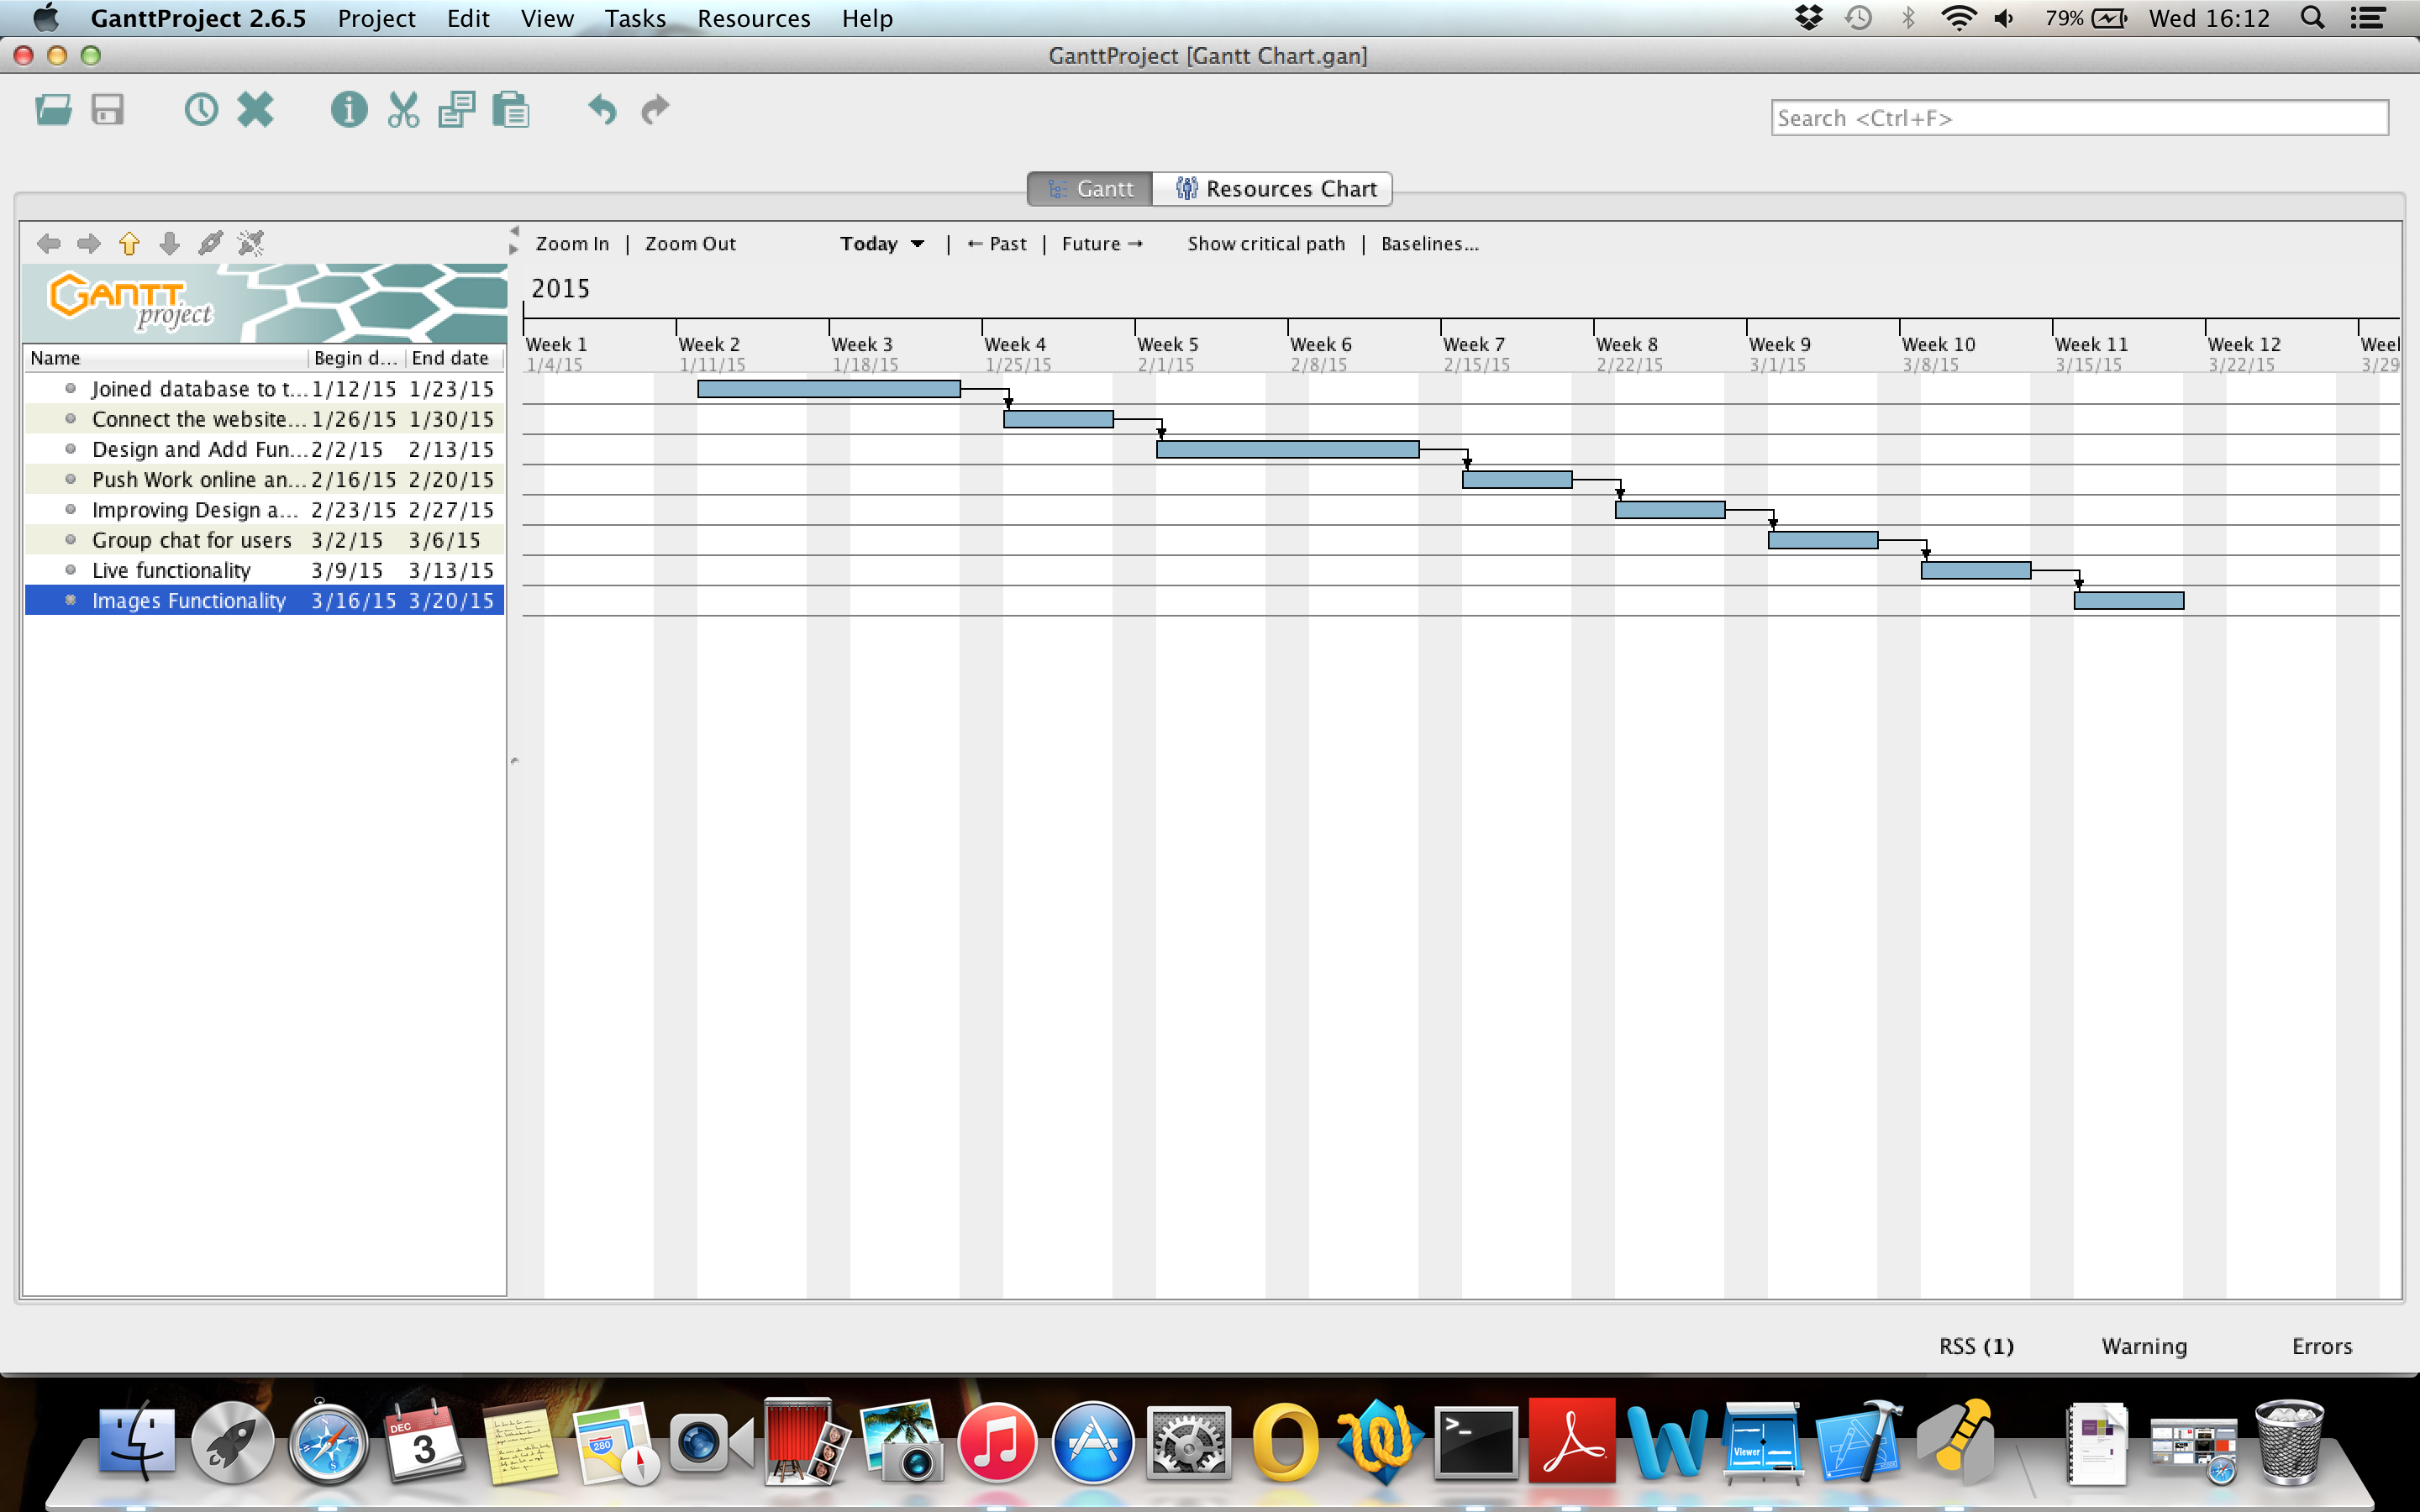 GanttProject 2.6.5 Project Edit View Tasks Resources Help 79% Wed 16:12
GanttProject [Gantt Chart.gan]
Search <Ctrl+F>
Gantt Resources Chart
Zoom In | Zoom Out Today | ← Past | Future → Show critical path | Baselines...
GANTT
project
2015
Name Begin d... End date
Week 1 Week 2 Week 3 Week 4 Week 5 Week 6 Week 7 Week 8 Week 9 Week 10 Week 11 Week 12 Weel
1/4/15 1/11/15 1/18/15 1/25/15 2/1/15 2/8/15 2/15/15 2/22/15 3/1/15 3/8/15 3/15/15 3/22/15 3/29
Joined database to t... 1/12/15 1/23/15
Connect the website... 1/26/15 1/30/15
Design and Add Fun... 2/2/15 2/13/15
Push Work online an... 2/16/15 2/20/15
Improving Design a... 2/23/15 2/27/15
Group chat for users 3/2/15 3/6/15
Live functionality 3/9/15 3/13/15
Images Functionality 3/16/15 3/20/15
RSS (1) Warning Errors
DEC
3
280
>_
Viewer